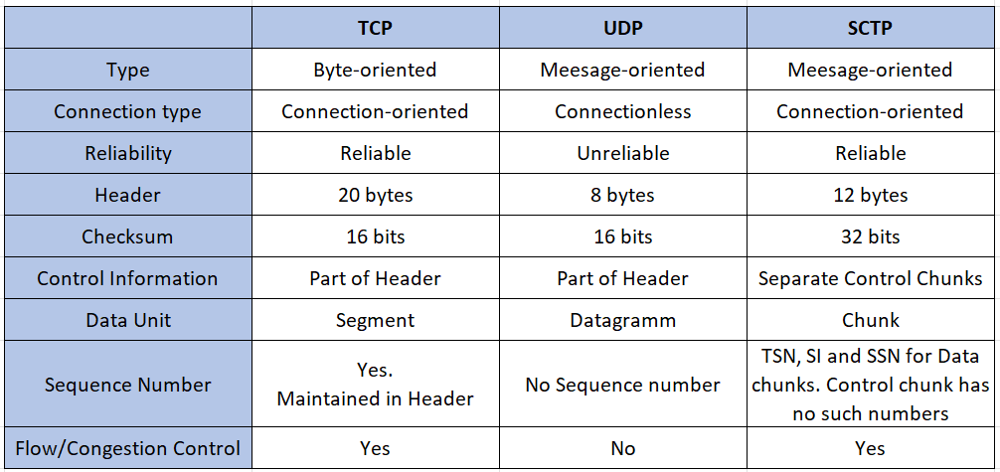 TCP UDP SCTP
Type Byte-oriented Meesage-oriented Meesage-oriented
Connection type Connection-oriented Connectionless Connection-oriented
Reliability Reliable Unreliable Reliable
Header 20 bytes 8 bytes 12 bytes
Checksum 16 bits 16 bits 32 bits
Control Information Part of Header Part of Header Separate Control Chunks
Data Unit Segment Datagramm Chunk
Sequence Number
Yes.
Maintained in Header
No Sequence number
TSN, SI and SSN for Data
chunks. Control chunk has
no such numbers
Flow/Congestion Control Yes No Yes